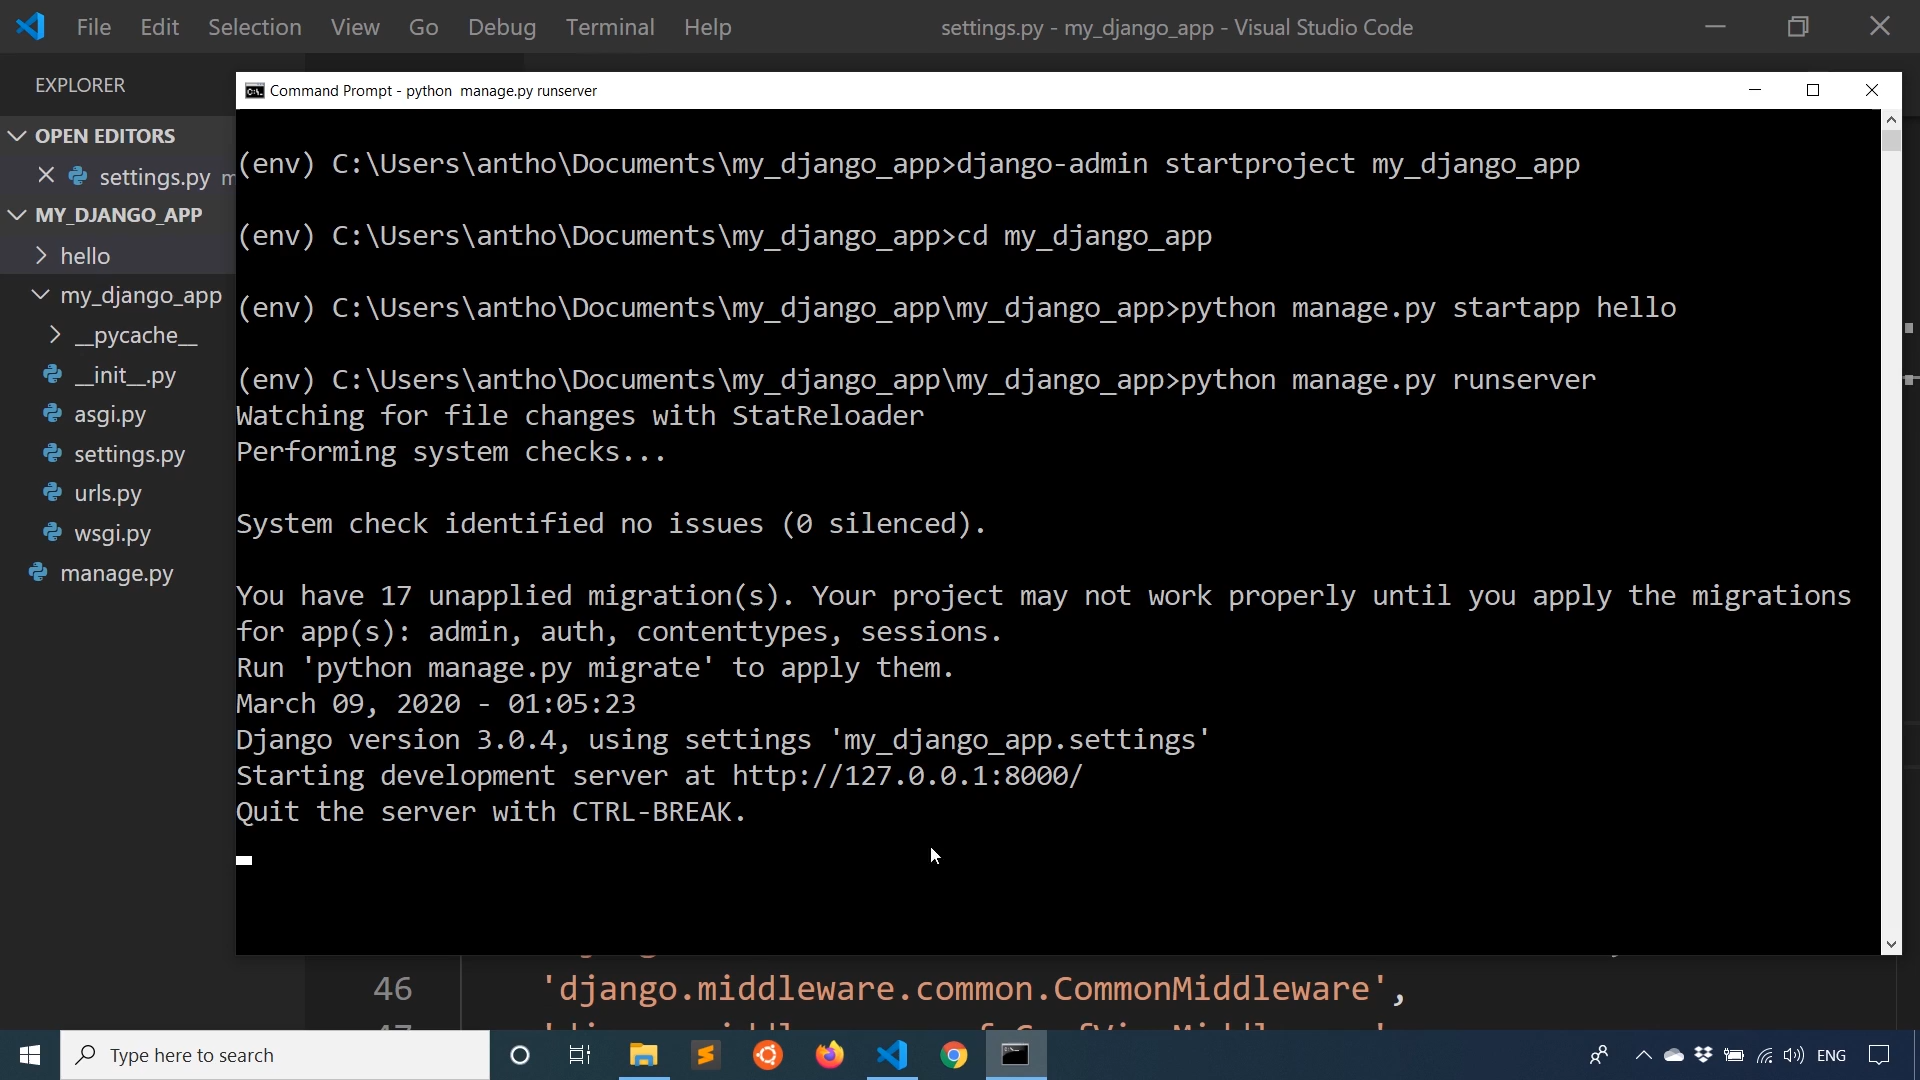 File Edit Selection View Go Debug Terminal Help
settings.py - my_django_app - Visual Studio Code
EXPLORER
OPEN EDITORS
settings.py
MY_DJANGO_APP
hello
my_django_app
__pycache__
__init__.py
asgi.py
settings.py
urls.py
wsgi.py
manage.py
Command Prompt - python  manage.py runserver
(env) C:\Users\antho\Documents\my_django_app>django-admin startproject my_django_app
(env) C:\Users\antho\Documents\my_django_app>cd my_django_app
(env) C:\Users\antho\Documents\my_django_app\my_django_app>python manage.py startapp hello
(env) C:\Users\antho\Documents\my_django_app\my_django_app>python manage.py runserver
Watching for file changes with StatReloader
Performing system checks...
System check identified no issues (0 silenced).
You have 17 unapplied migration(s). Your project may not work properly until you apply the migrations
for app(s): admin, auth, contenttypes, sessions.
Run 'python manage.py migrate' to apply them.
March 09, 2020 - 01:05:23
Django version 3.0.4, using settings 'my_django_app.settings'
Starting development server at http://127.0.0.1:8000/
Quit the server with CTRL-BREAK.
46 'django.middleware.common.CommonMiddleware',
Type here to search
ENG